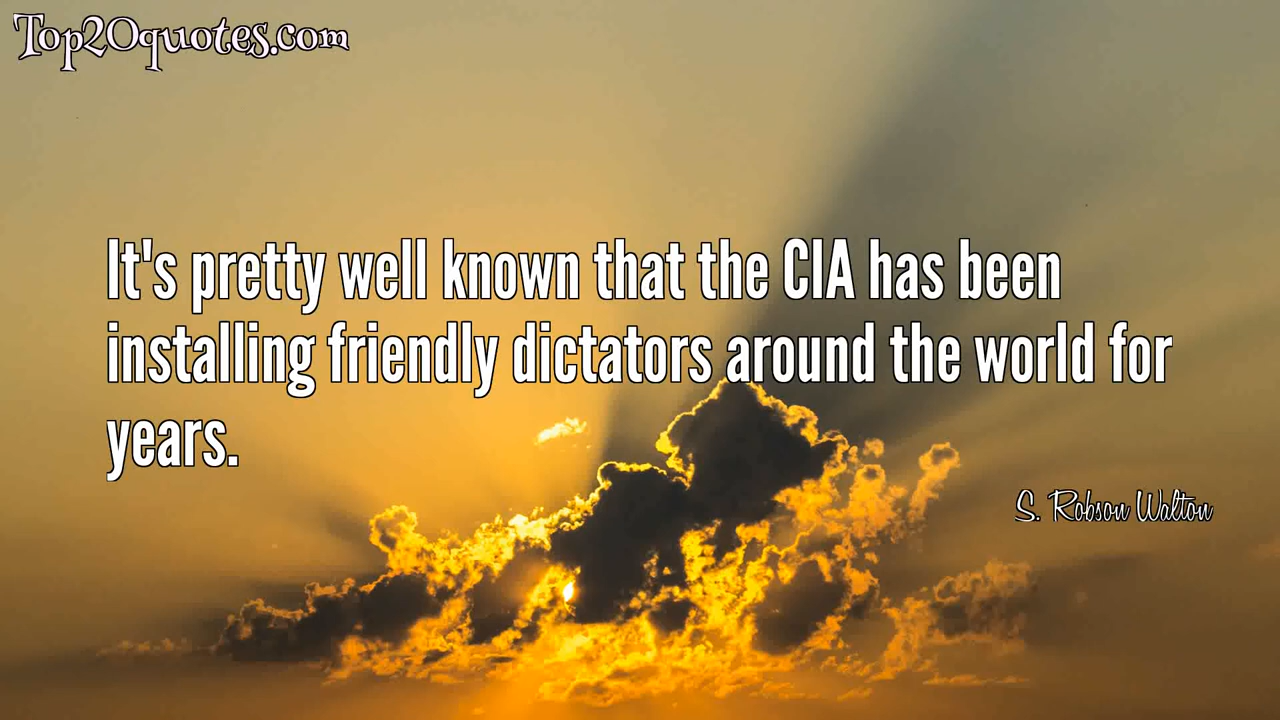 Top20quotes.com
It's pretty well known that the CIA has been
installing friendly dictators around the world for
years.
S. Robson Walton